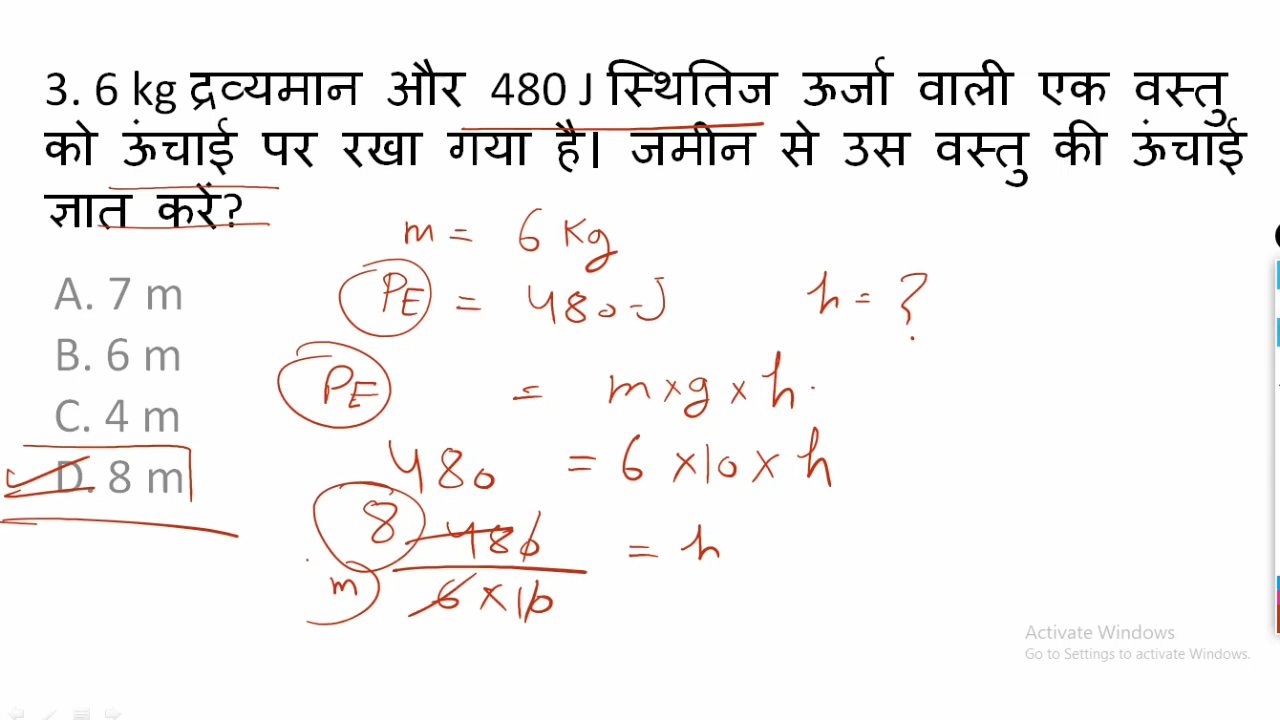 3. 6 kg द्रव्यमान और 480 J स्थितिज ऊर्जा वाली एक वस्तु
को ऊंचाई पर रखा गया है। जमीन से उस वस्तु की ऊंचाई
ज्ञात करें?
m = 6 Kg
A. 7 m
PE = 480 J
h = ?
B. 6 m
PE = m × g × h
C. 4 m
480 = 6 × 10 × h
D. 8 m
8 480 = h
m 6 × 10
Activate Windows
Go to Settings to activate Windows.